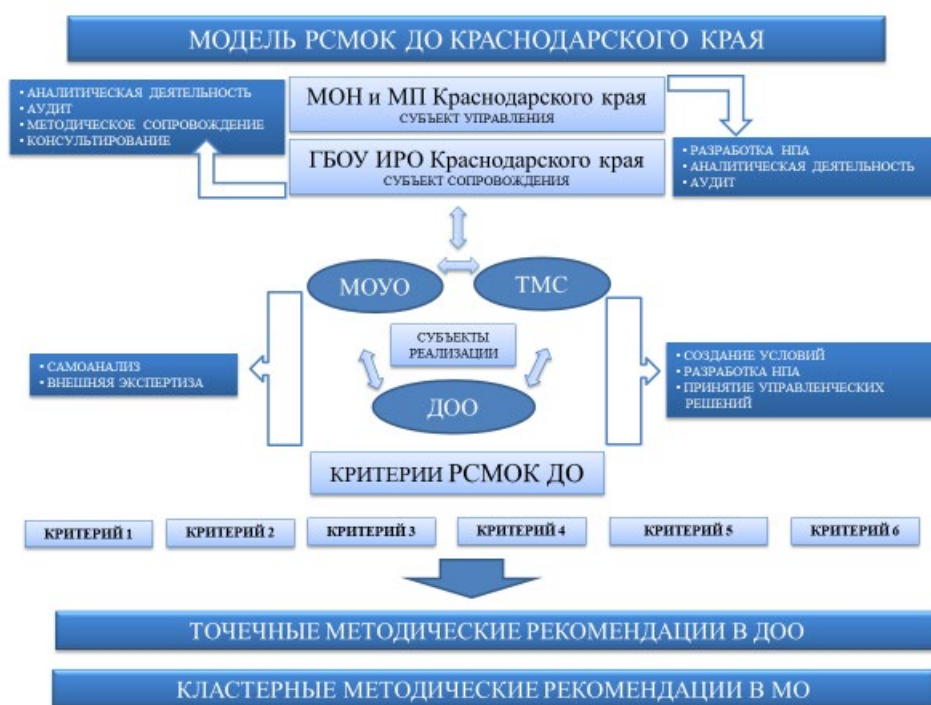 МОДЕЛЬ РСМОК ДО КРАСНОДАРСКОГО КРАЯ
• АНАЛИТИЧЕСКАЯ ДЕЯТЕЛЬНОСТЬ
• АУДИТ
• МЕТОДИЧЕСКОЕ СОПРОВОЖДЕНИЕ
• КОНСУЛЬТИРОВАНИЕ
МОН и МП Краснодарского края
СУБЪЕКТ УПРАВЛЕНИЯ
ГБОУ ИРО Краснодарского края
СУБЪЕКТ СОПРОВОЖДЕНИЯ
• РАЗРАБОТКА НПА
• АНАЛИТИЧЕСКАЯ ДЕЯТЕЛЬНОСТЬ
• АУДИТ
МОУО
ТМС
СУБЪЕКТЫ
РЕАЛИЗАЦИИ
ДОО
• САМОАНАЛИЗ
• ВНЕШНЯЯ ЭКСПЕРТИЗА
• СОЗДАНИЕ УСЛОВИЙ
• РАЗРАБОТКА НПА
• ПРИНЯТИЕ УПРАВЛЕНЧЕСКИХ
РЕШЕНИЙ
КРИТЕРИИ РСМОК ДО
КРИТЕРИЙ 1
КРИТЕРИЙ 2
КРИТЕРИЙ 3
КРИТЕРИЙ 4
КРИТЕРИЙ 5
КРИТЕРИЙ 6
ТОЧЕЧНЫЕ МЕТОДИЧЕСКИЕ РЕКОМЕНДАЦИИ В ДОО
КЛАСТЕРНЫЕ МЕТОДИЧЕСКИЕ РЕКОМЕНДАЦИИ В МО